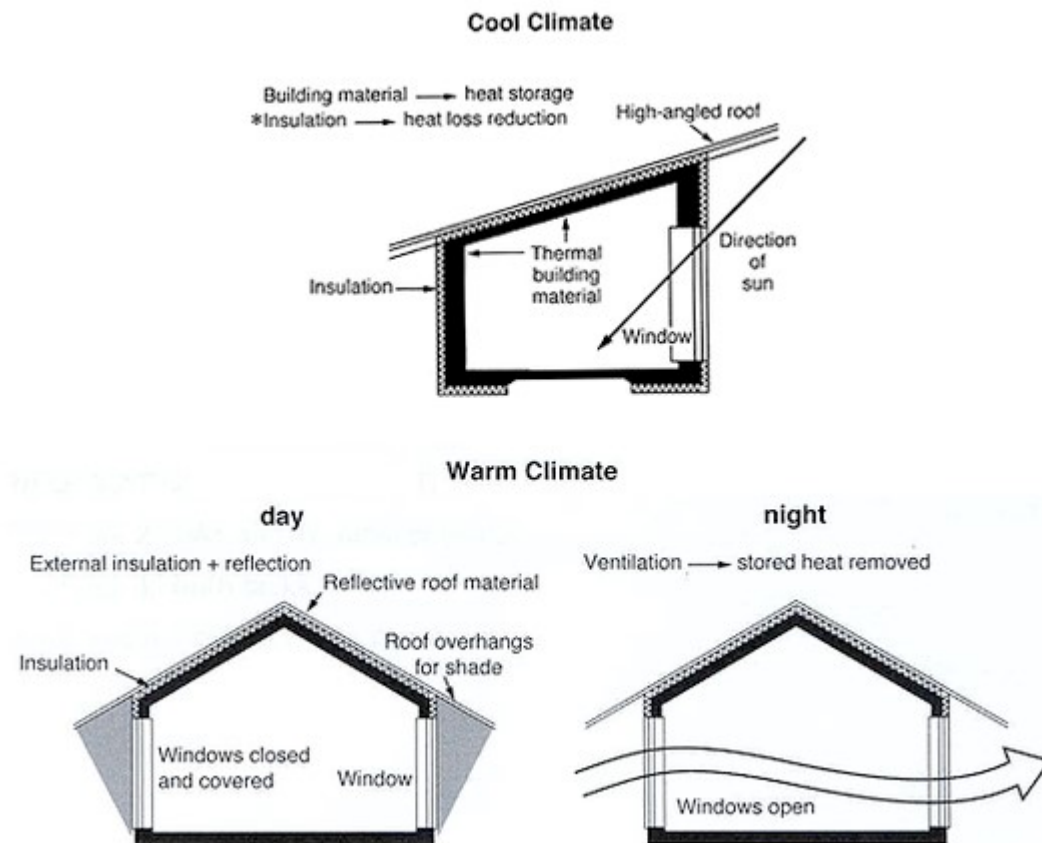 Cool Climate
Building material → heat storage
*Insulation → heat loss reduction
High-angled roof
Thermal
building
material
Direction
of
sun
Insulation
Window
Warm Climate
day
External insulation + reflection
Reflective roof material
Roof overhangs
for shade
Insulation
Windows closed
and covered
Window
night
Ventilation → stored heat removed
Windows open